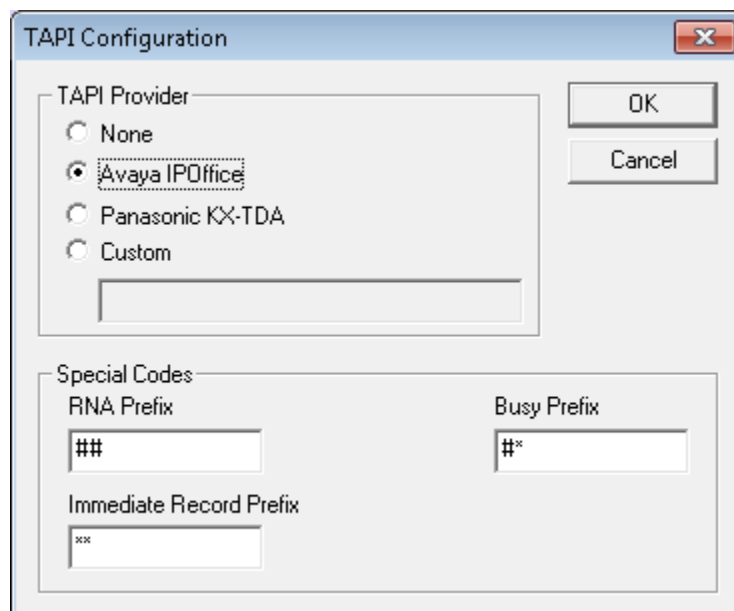 TAPI Configuration
TAPI Provider
None
Avaya IPOffice
Panasonic KX-TDA
Custom
OK
Cancel
Special Codes
RNA Prefix
##
Busy Prefix
#*
Immediate Record Prefix
**